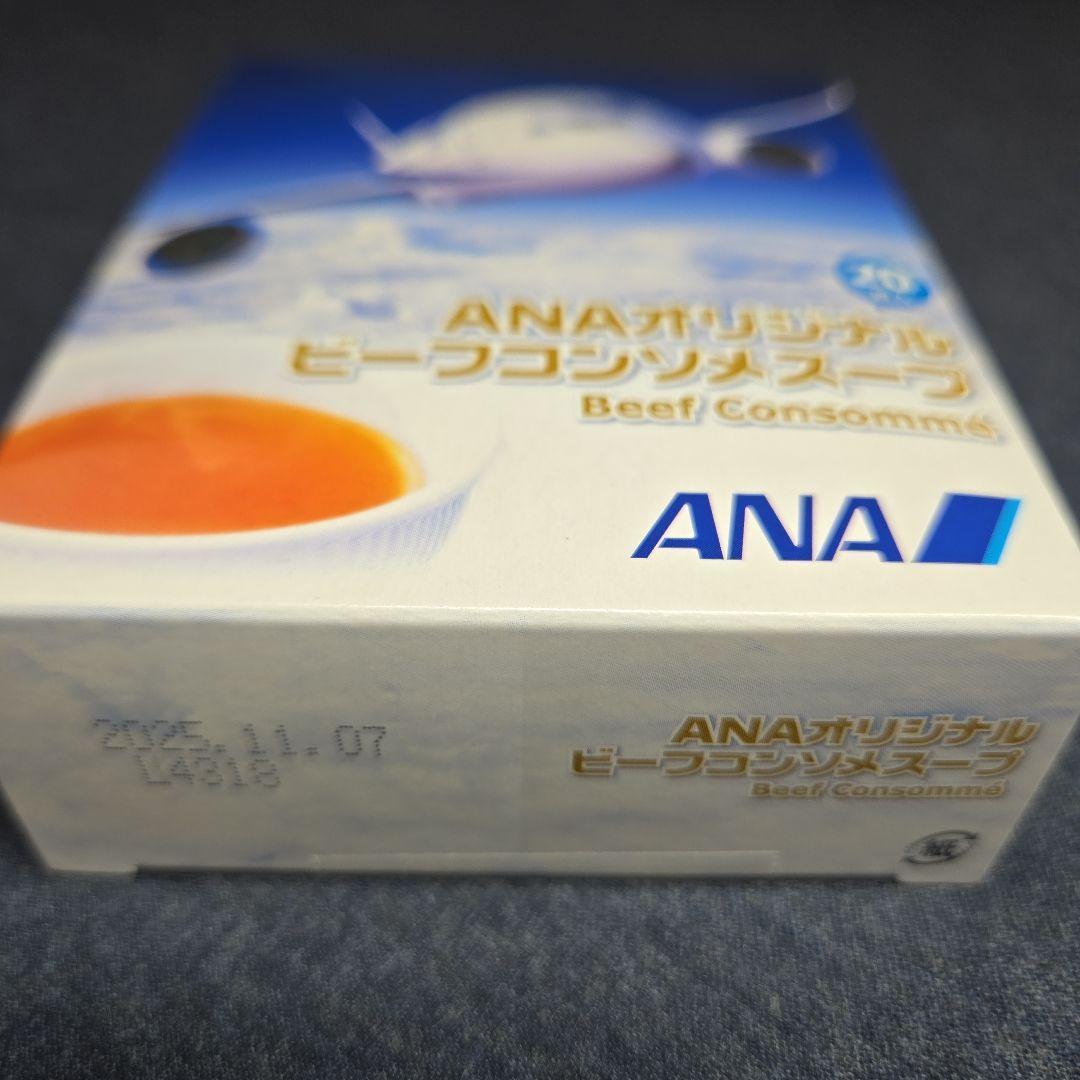 20
ANAオリジナル
ビーフコンソメスープ
Beef Consommé
ANA
2025.11.07
L4318
ANAオリジナル
ビーフコンソメスープ
Beef Consommé
紙